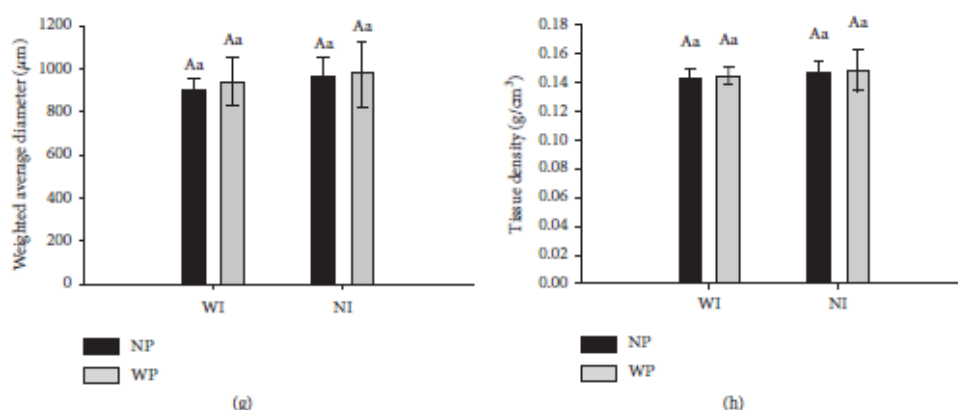 Weighted average diameter (μm)
1200
1000
800
600
400
200
0
Aa
Aa
Aa
Aa
WI
NI
NP
WP
(g)
Tissue density (g/cm³)
0.18
0.16
0.14
0.12
0.10
0.08
0.06
0.04
0.02
0.00
Aa
Aa
Aa
Aa
WI
NI
NP
WP
(h)